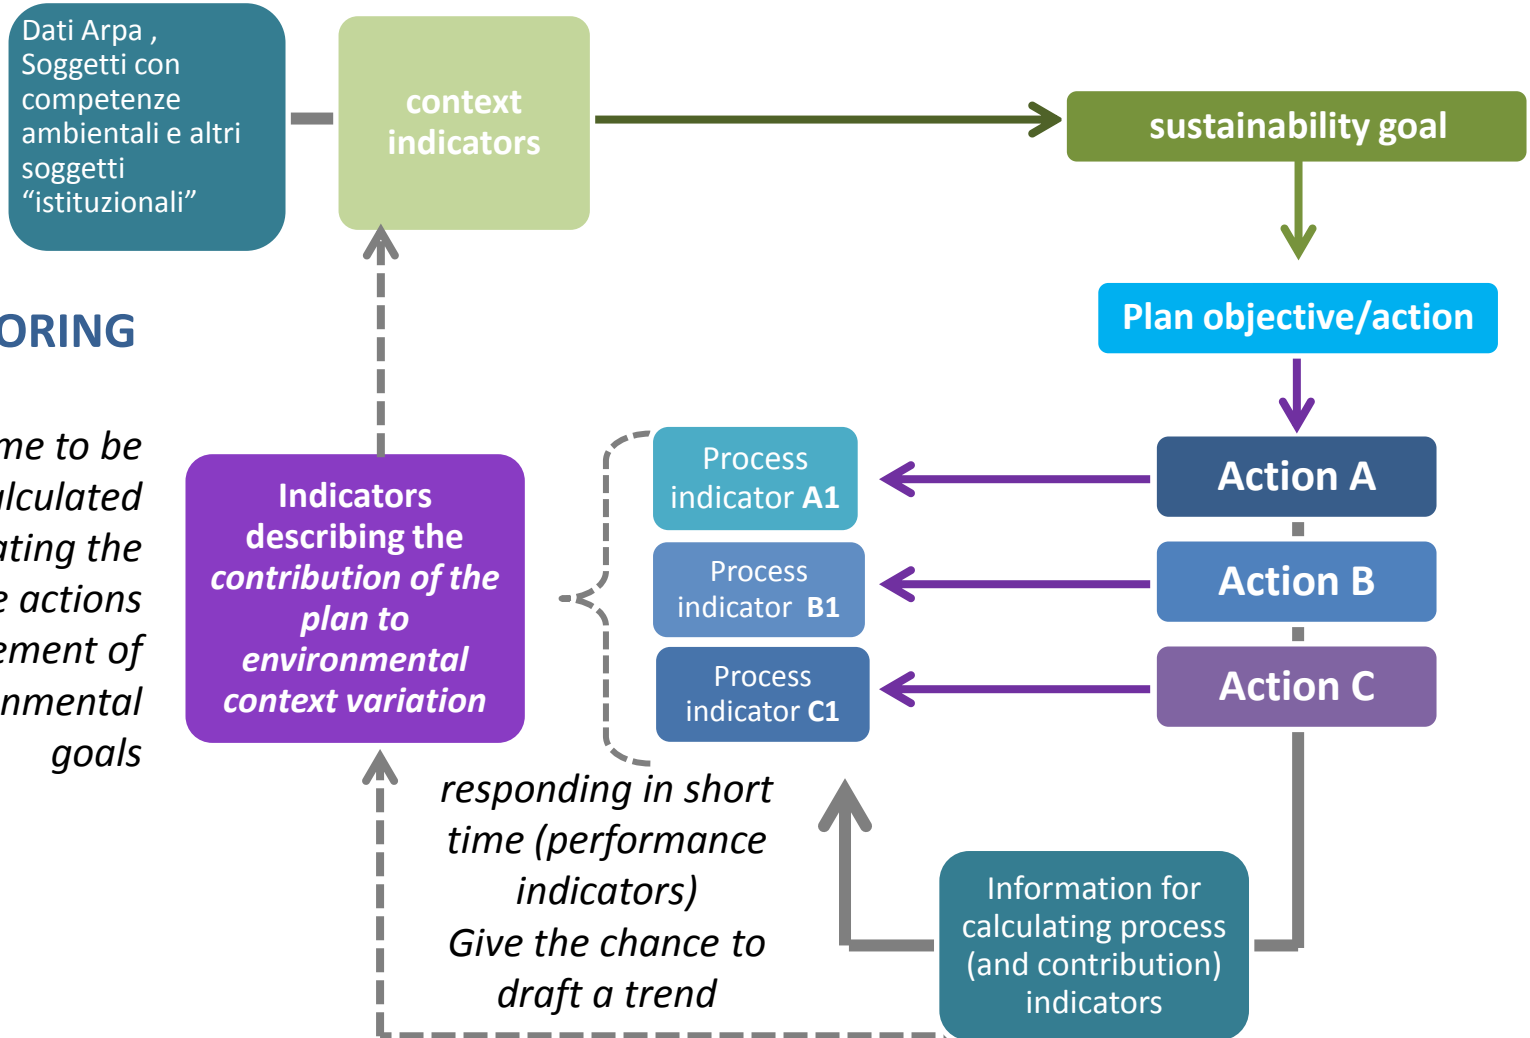 Dati Arpa ,
Soggetti con
competenze
ambientali e altri
soggetti
“istituzionali”
context
indicators
sustainability goal
Plan objective/action
ORING
me to be
alculated
ating the
e actions
ement of
onmental
goals
Indicators
describing the
contribution of the
plan to
environmental
context variation
Process
indicator A1
Process
indicator B1
Process
indicator C1
Action A
Action B
Action C
responding in short
time (performance
indicators)
Give the chance to
draft a trend
Information for
calculating process
(and contribution)
indicators